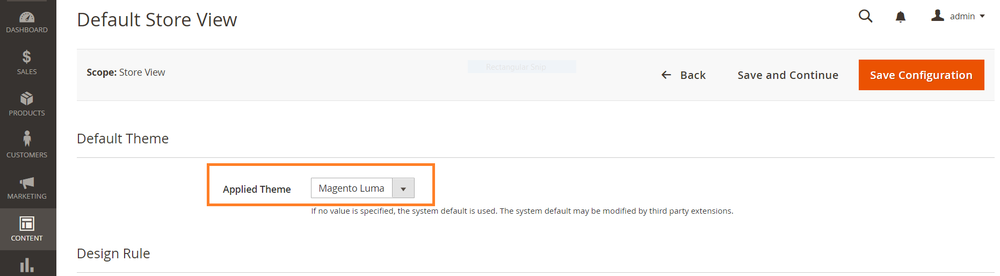 DASHBOARD
SALES
PRODUCTS
CUSTOMERS
MARKETING
CONTENT
Default Store View
admin
Scope: Store View
Rectangular Snip
Back
Save and Continue
Save Configuration
Default Theme
Applied Theme
Magento Luma
If no value is specified, the system default is used. The system default may be modified by third party extensions.
Design Rule